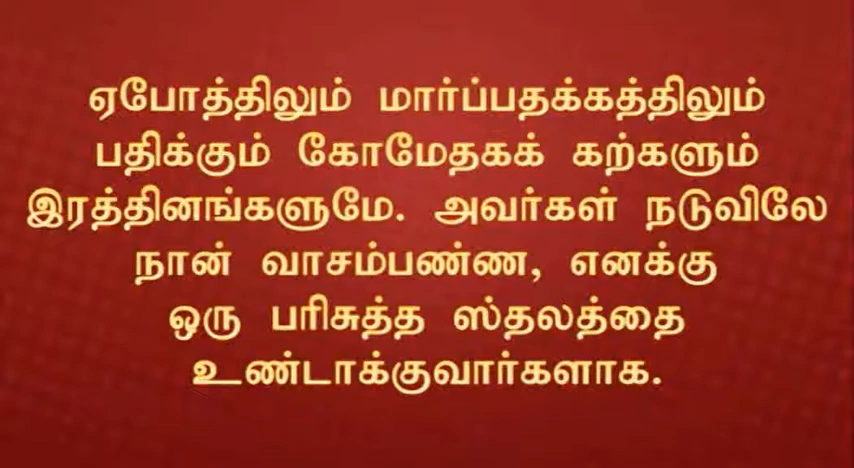 ஏபோத்திலும் மார்ப்பதக்கத்திலும்
பதிக்கும் கோமேதகக் கற்களும்
இரத்தினங்களுமே. அவர்கள் நடுவிலே
நான் வாசம்பண்ண, எனக்கு
ஒரு பரிசுத்த ஸ்தலத்தை
உண்டாக்குவார்களாக.